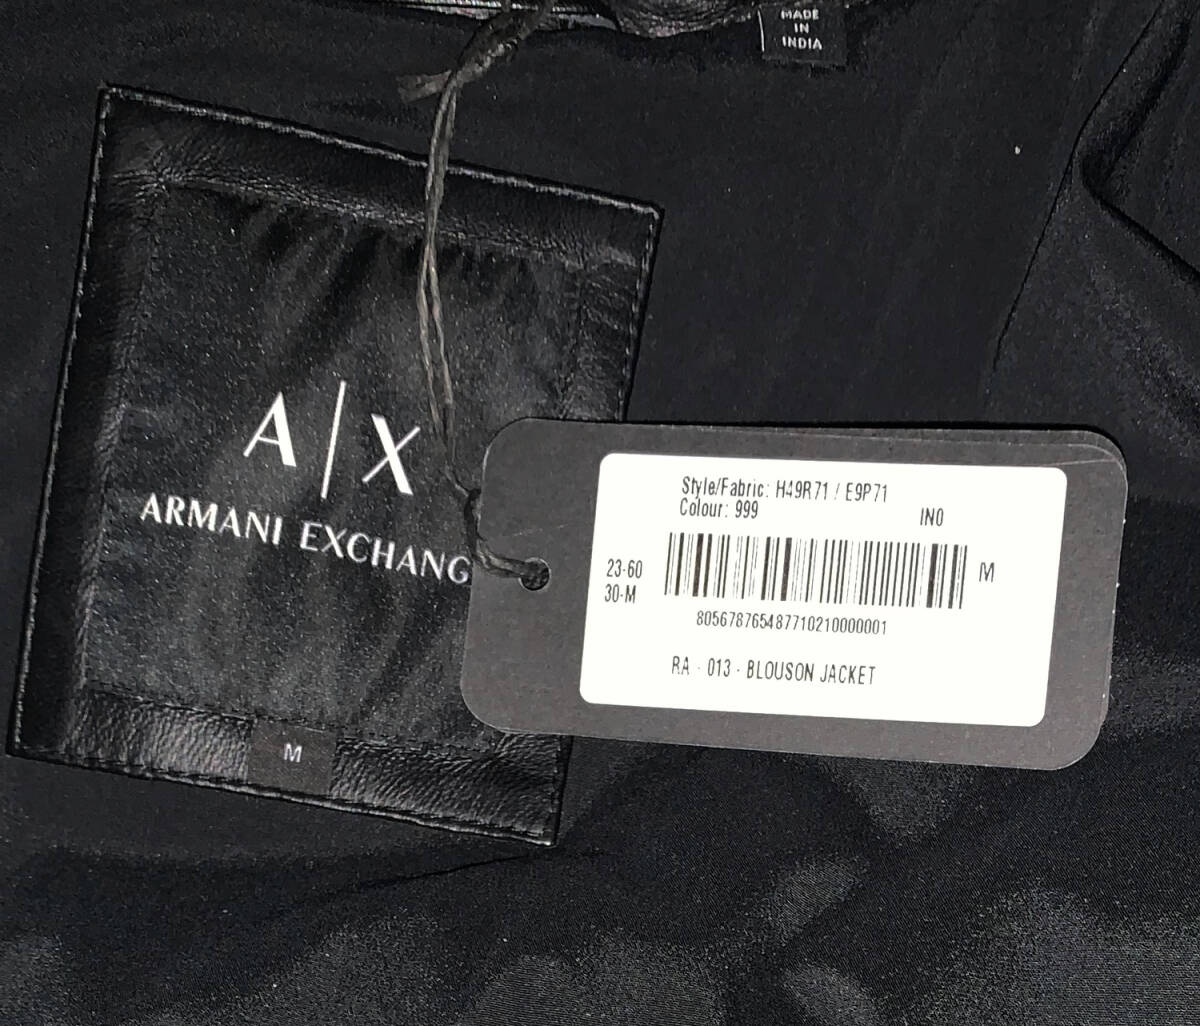 MADE
IN
INDIA
A|X
ARMANI EXCHANG
M
Style/Fabric: H49R71 / E9P71
Colour: 999 IN0
23-60
30-M
M
805678765487710210000001
RA - 013 - BLOUSON JACKET